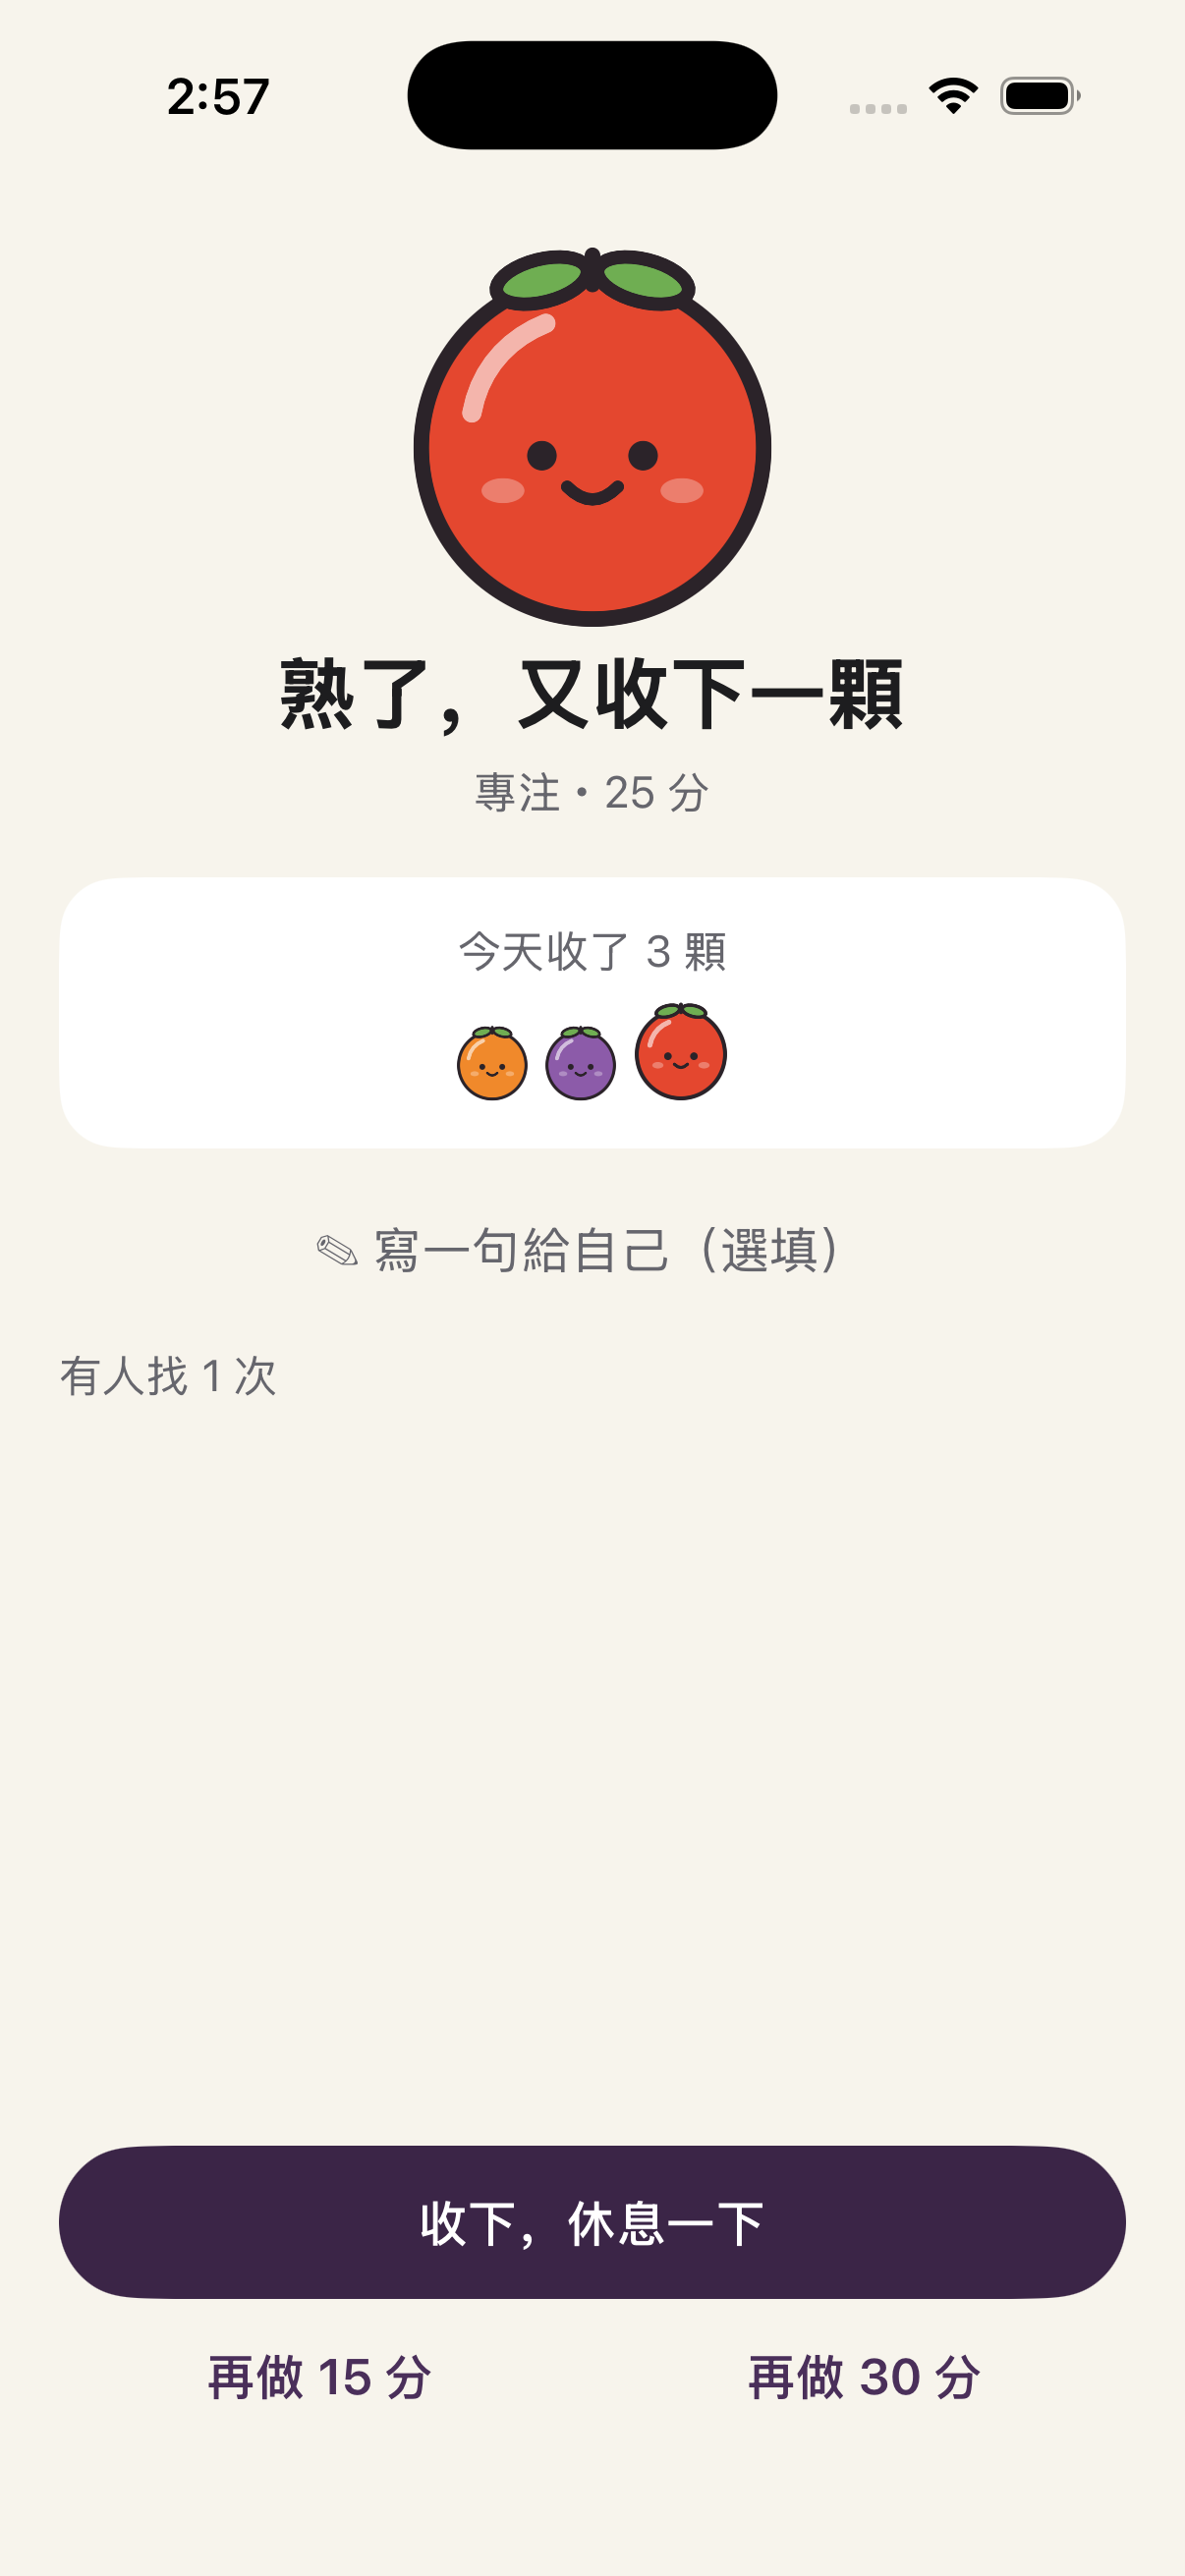 2:57
熟了，又收下一顆
專注・25 分
今天收了 3 顆
✎ 寫一句給自己（選填）
有人找 1 次
收下，休息一下
再做 15 分
再做 30 分